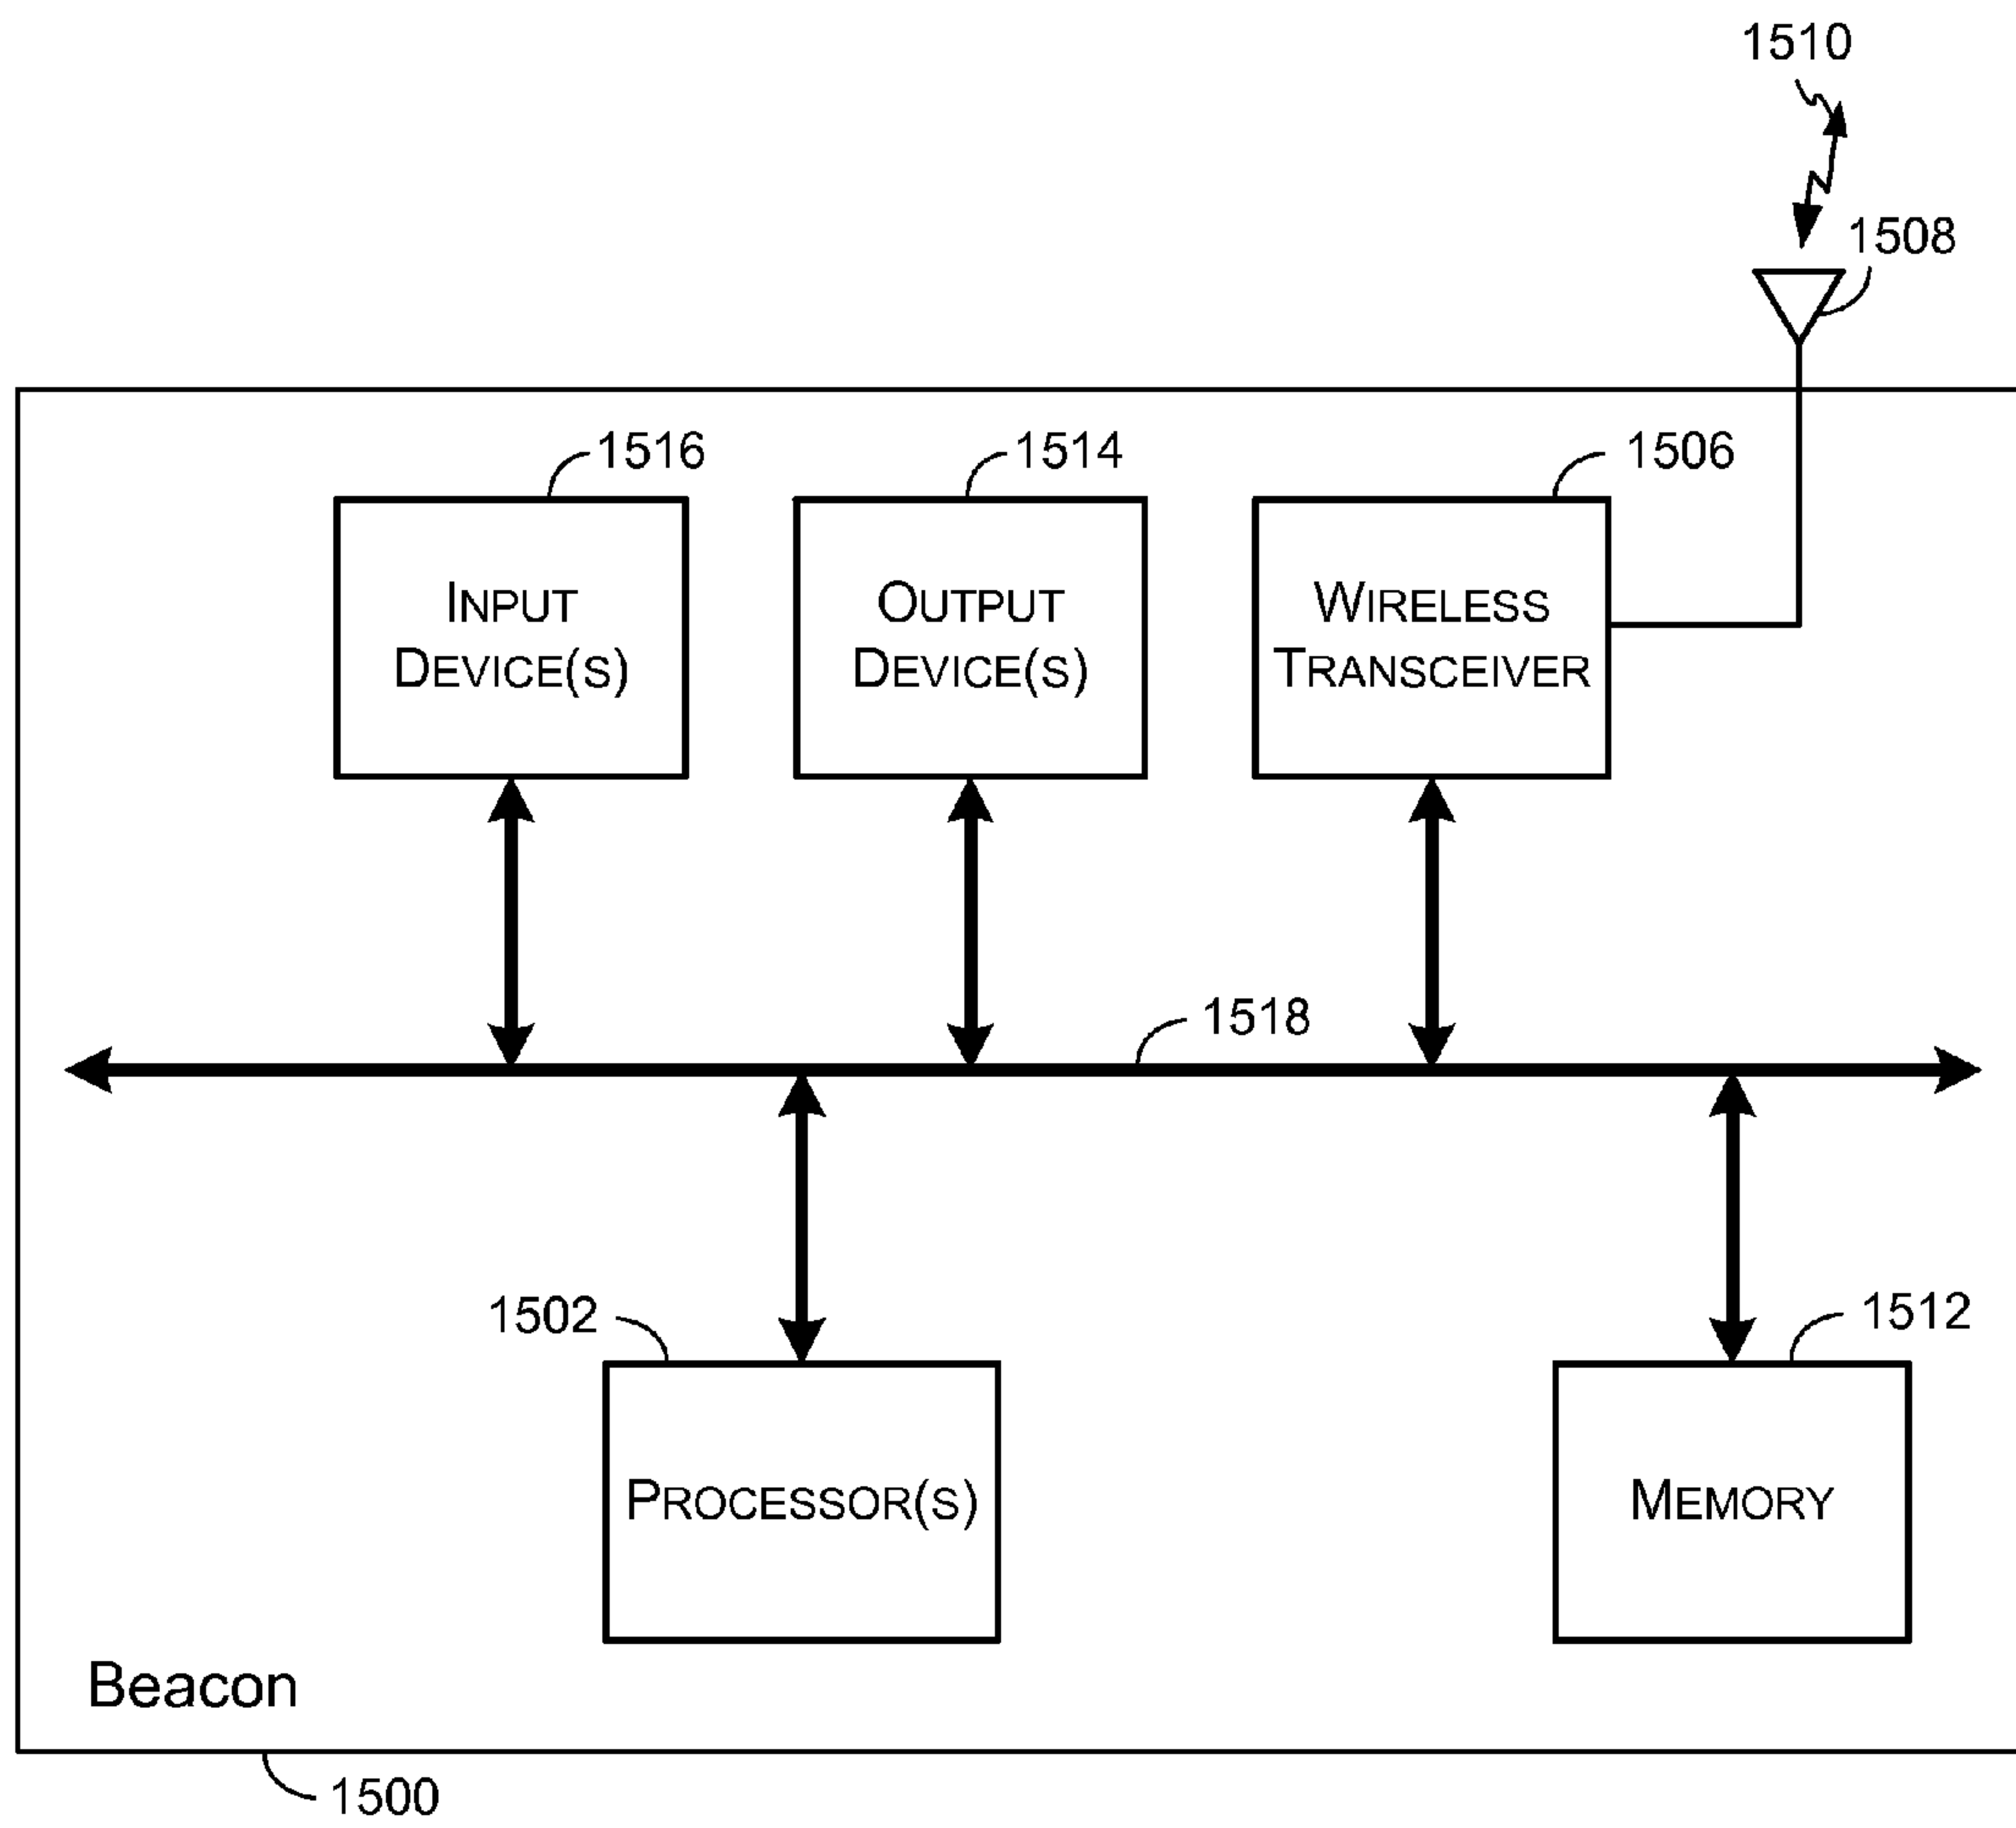 1510
1508
1516
1514
1506
INPUT
DEVICE(S)
OUTPUT
DEVICE(S)
WIRELESS
TRANSCEIVER
1518
1502
1512
PROCESSOR(S)
MEMORY
Beacon
1500